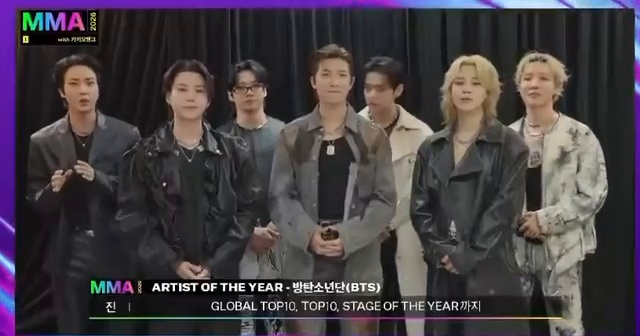 MMA 2026
with 카카오뱅크
MMA 2026 ARTIST OF THE YEAR - 방탄소년단(BTS)
진 GLOBAL TOP10, TOP10, STAGE OF THE YEAR까지